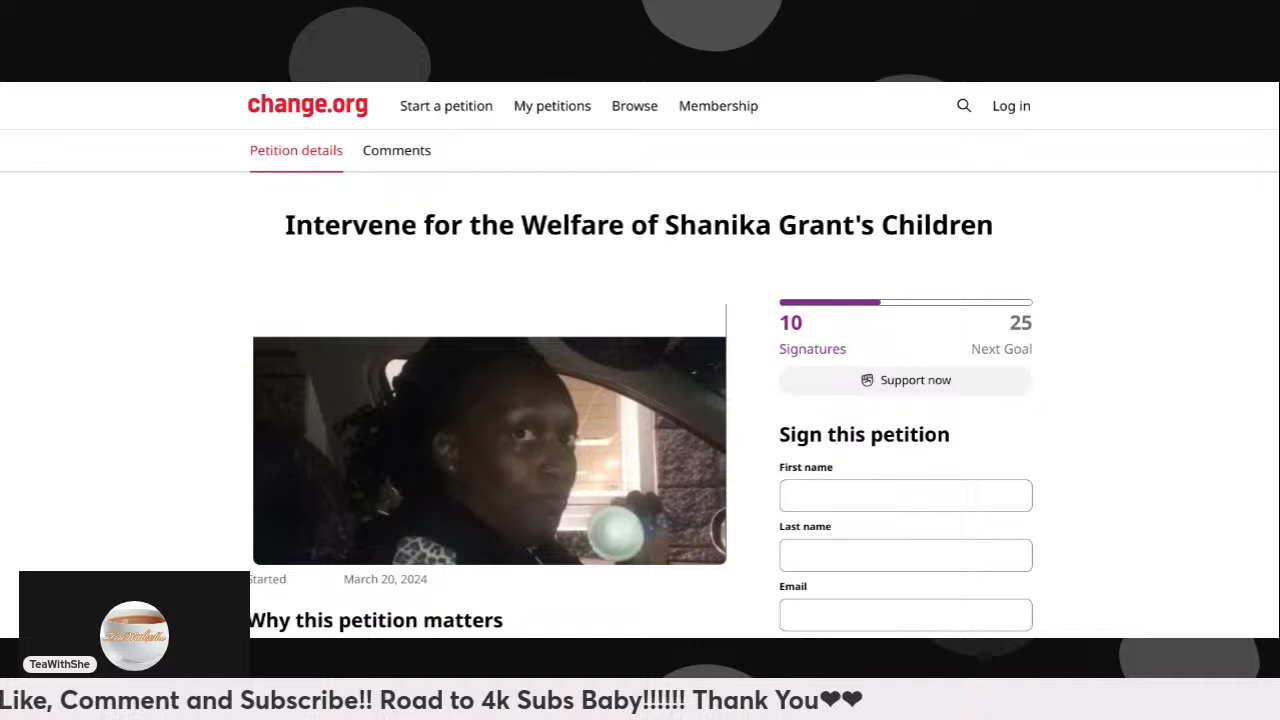 change.org Start a petition My petitions Browse Membership Log in
Petition details Comments
Intervene for the Welfare of Shanika Grant's Children
10 25
Signatures Next Goal
Support now
Sign this petition
First name
Last name
Email
Started March 20, 2024
Why this petition matters
TeaWithShe
TeaWithShe
Like, Comment and Subscribe!! Road to 4k Subs Baby!!!!!! Thank You❤❤